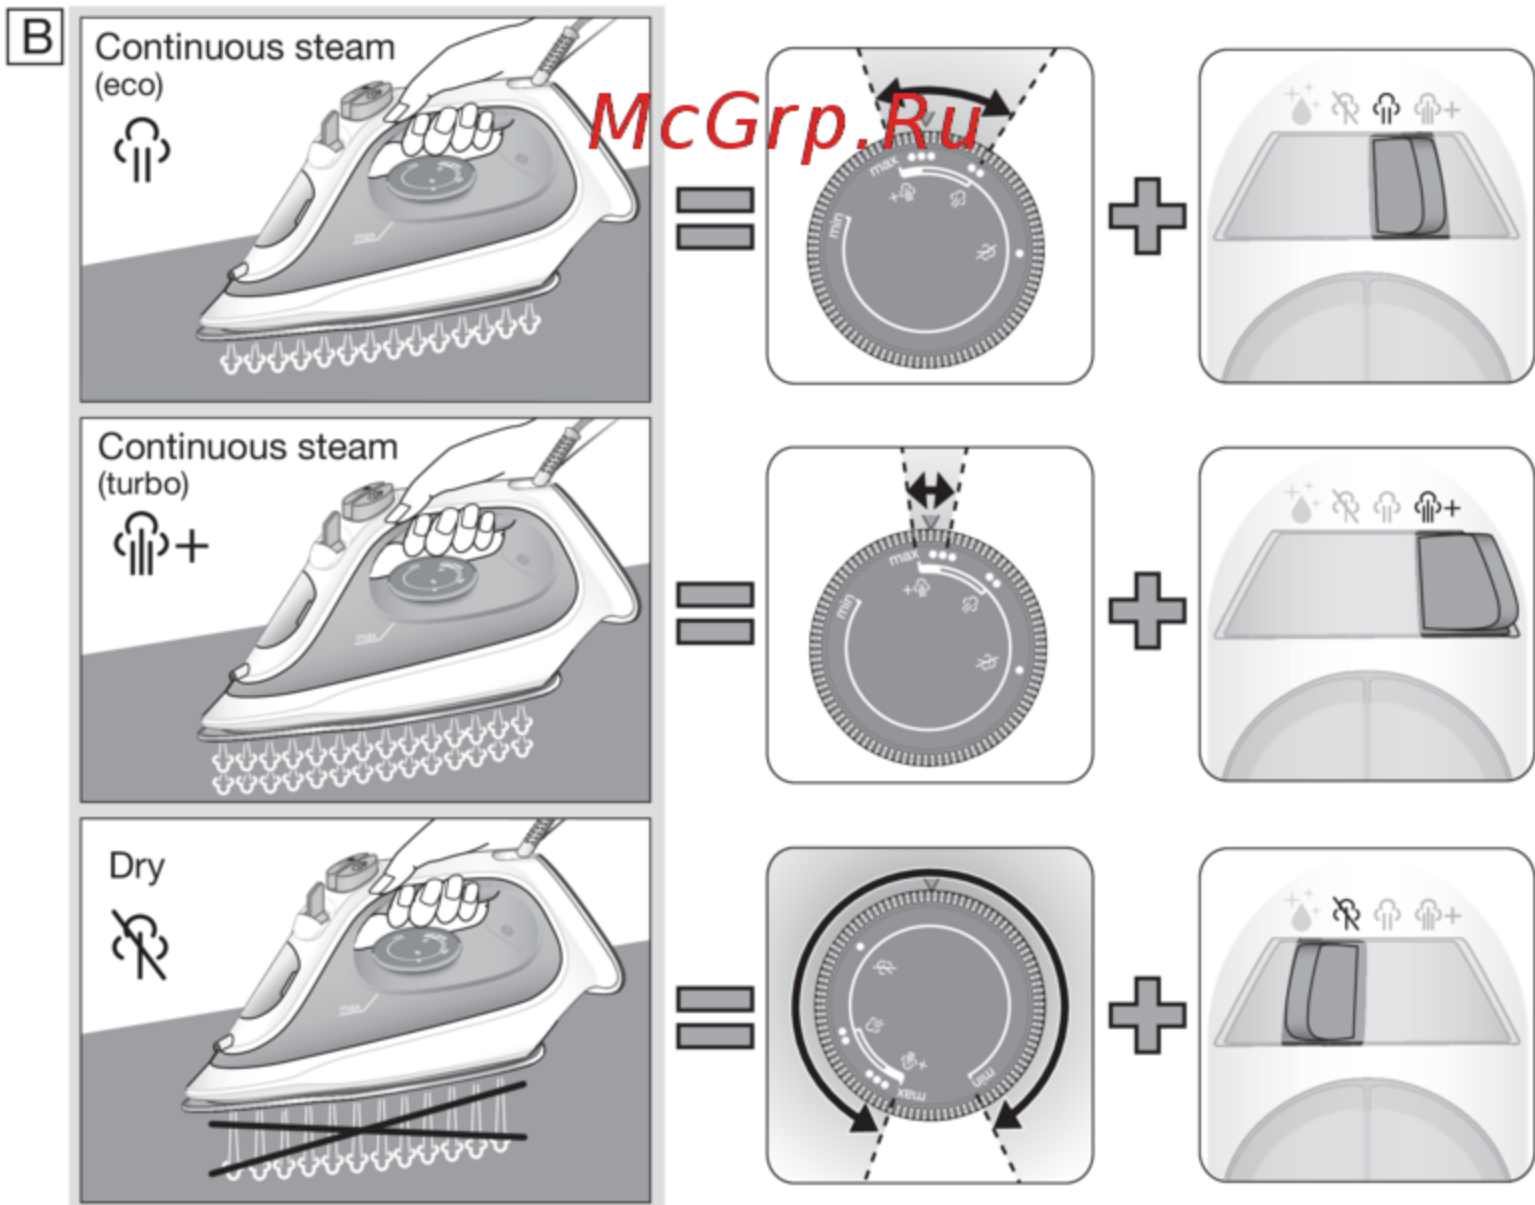 B
Continuous steam
(eco)
McGrp.Ru
max
max
min
Continuous steam
(turbo)
+
max
max
+
min
+
Dry
max
+
max
min
+